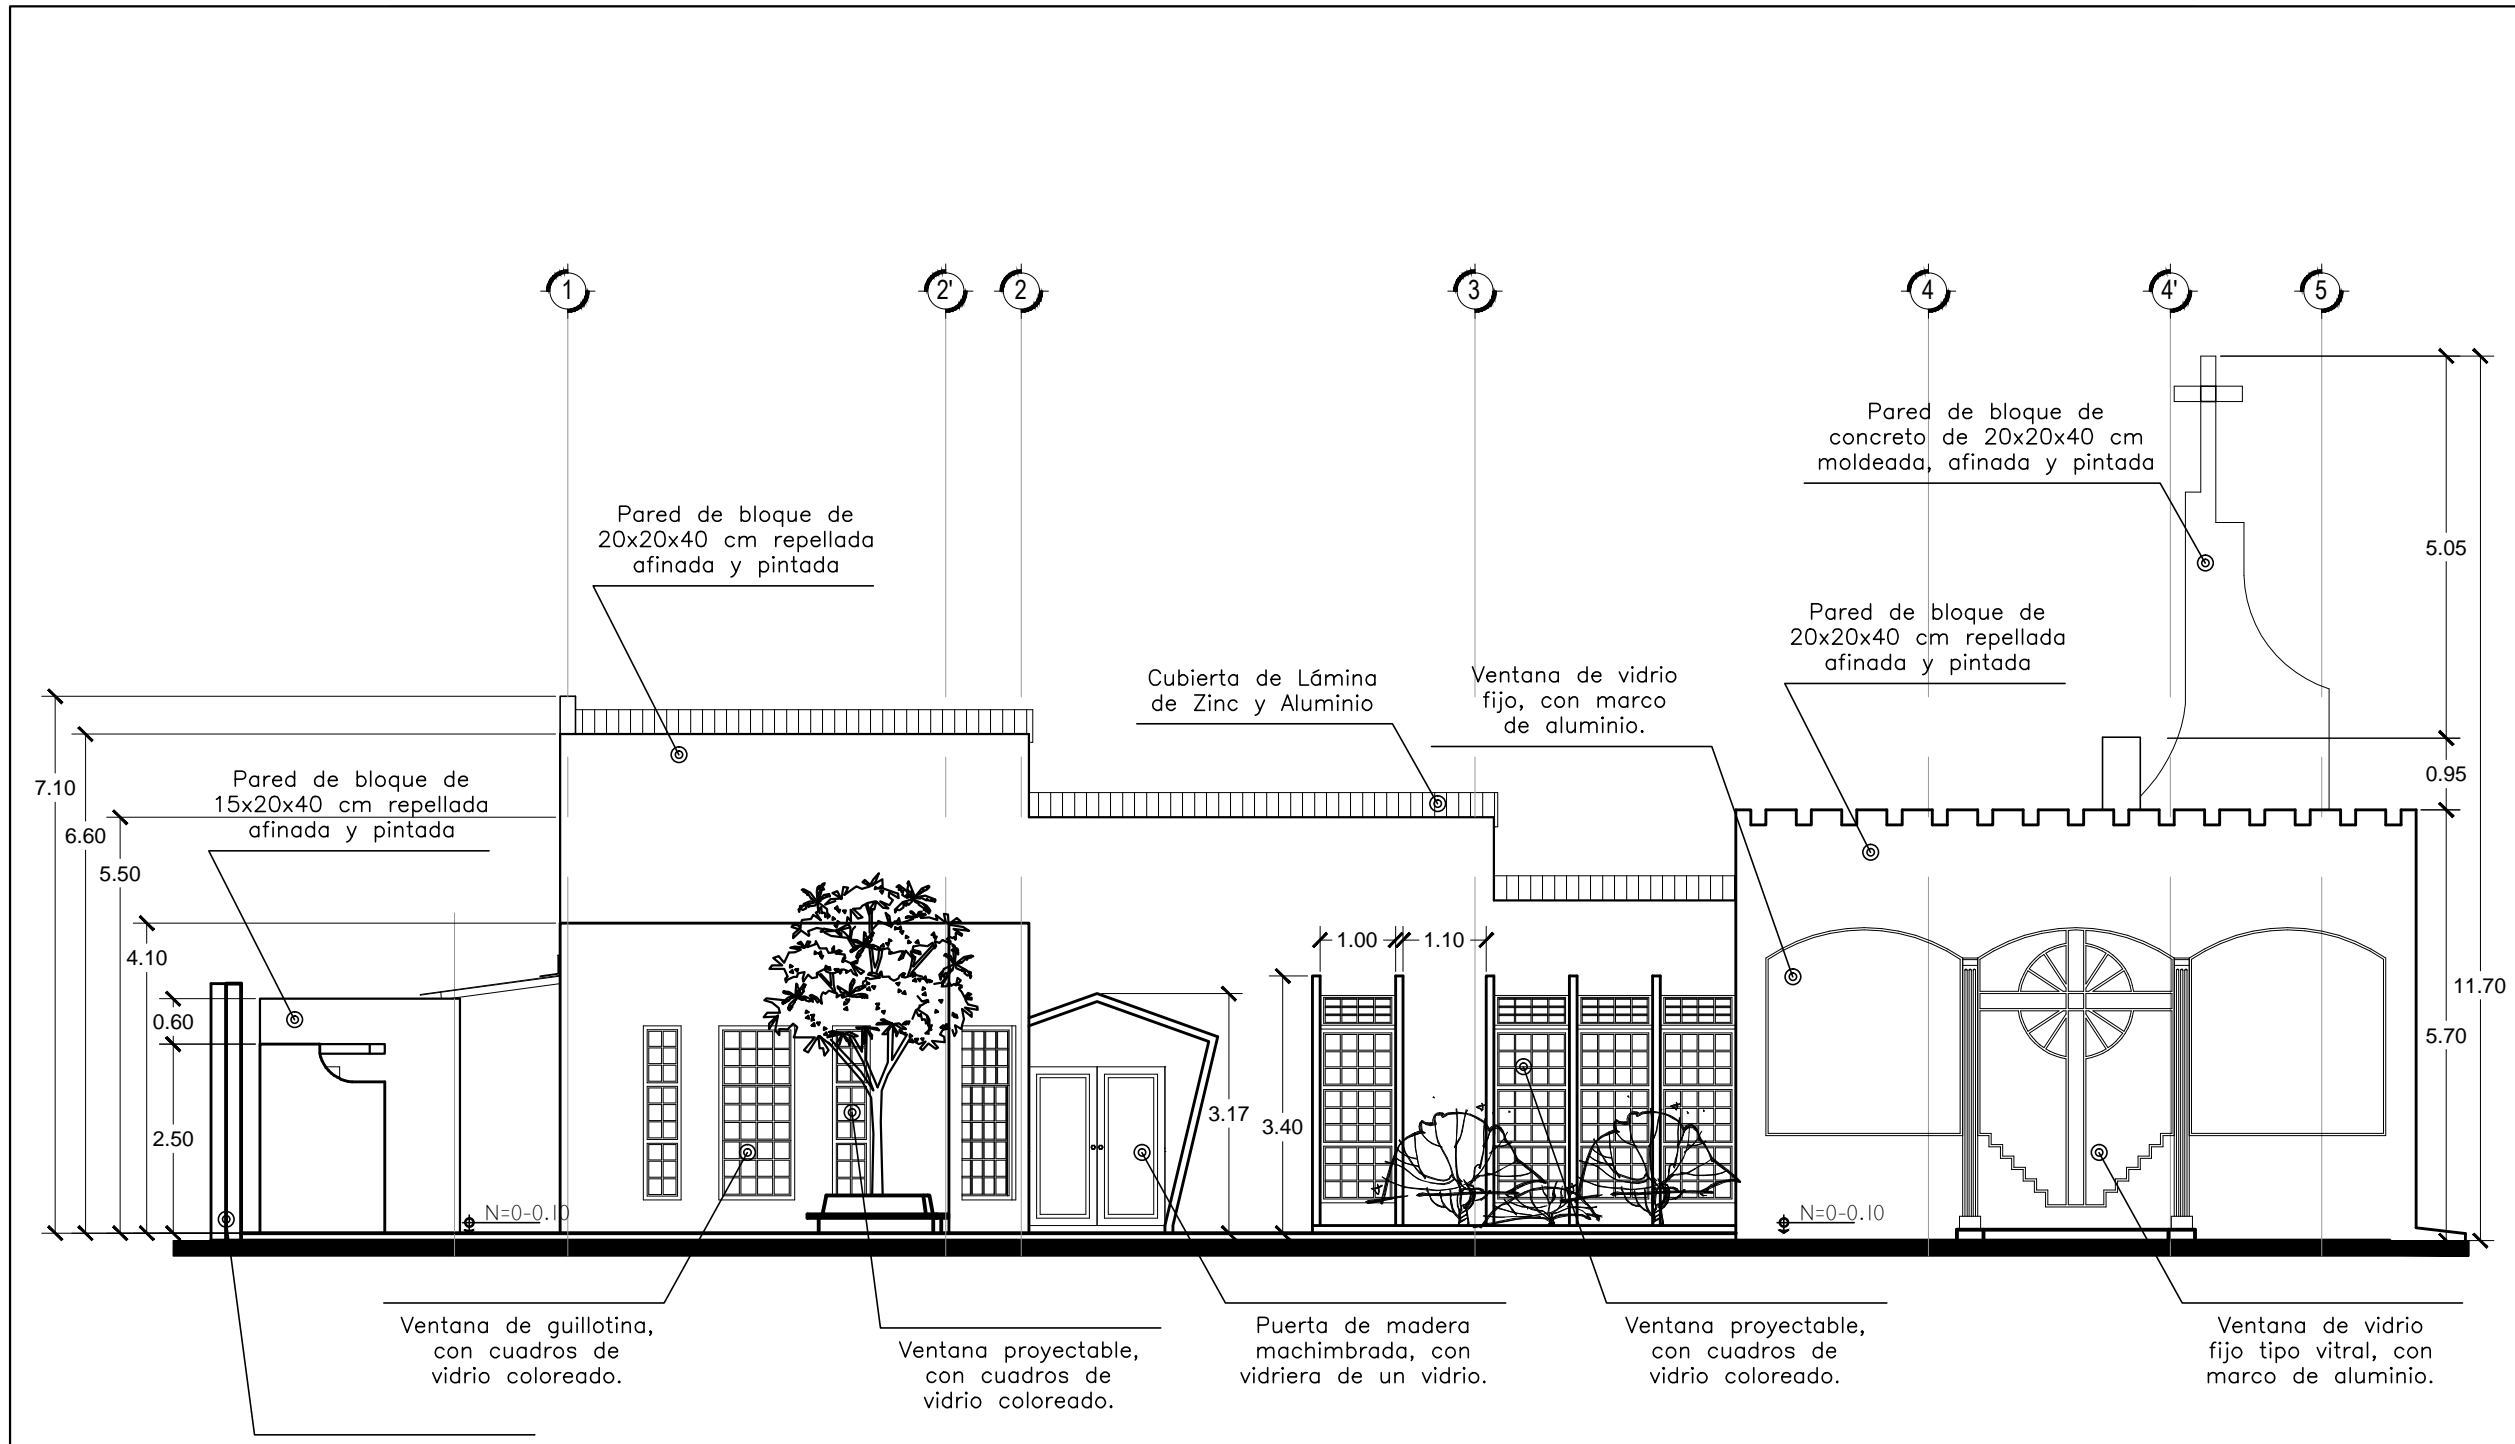 1
2'
2
3
4
4'
5
Pared de bloque de
concreto de 20x20x40 cm
moldeada, afinada y pintada
Pared de bloque de
20x20x40 cm repellada
afinada y pintada
5.05
Pared de bloque de
20x20x40 cm repellada
afinada y pintada
Cubierta de Lámina
de Zinc y Aluminio
Ventana de vidrio
fijo, con marco
de aluminio.
Pared de bloque de
15x20x40 cm repellada
afinada y pintada
7.10
6.60
5.50
4.10
0.60
2.50
0.95
1.00
1.10
11.70
5.70
3.17
3.40
N=0-0.10
N=0-0.10
Ventana de guillotina,
con cuadros de
vidrio coloreado.
Ventana proyectable,
con cuadros de
vidrio coloreado.
Puerta de madera
machimbrada, con
vidriera de un vidrio.
Ventana proyectable,
con cuadros de
vidrio coloreado.
Ventana de vidrio
fijo tipo vitral, con
marco de aluminio.